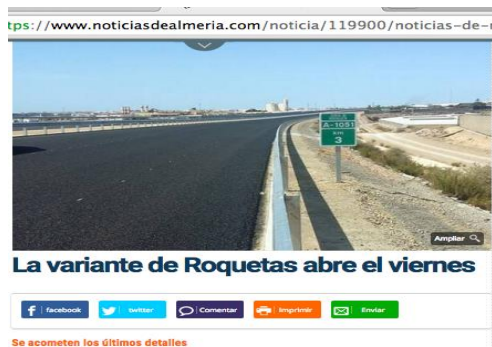 tps://www.noticiasdealmeria.com/noticia/119900/noticias-de-
A-1051
km
3
Ampliar
La variante de Roquetas abre el viernes
facebook
twitter
Comentar
Imprimir
Enviar
Se acometen los últimos detalles